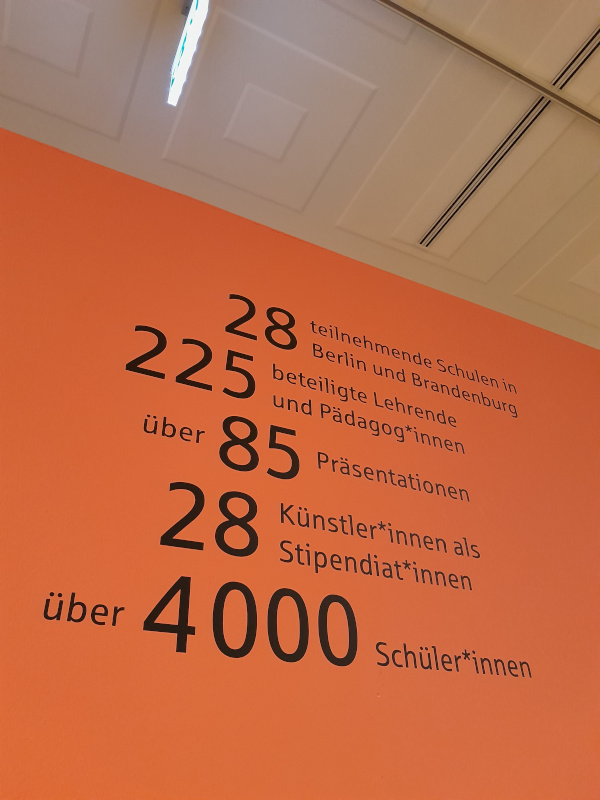 28 teilnehmende Schulen in
Berlin und Brandenburg
225 beteiligte Lehrende
und Pädagog*innen
über 85 Präsentationen
28 Künstler*innen als
Stipendiat*innen
über 4000 Schüler*innen